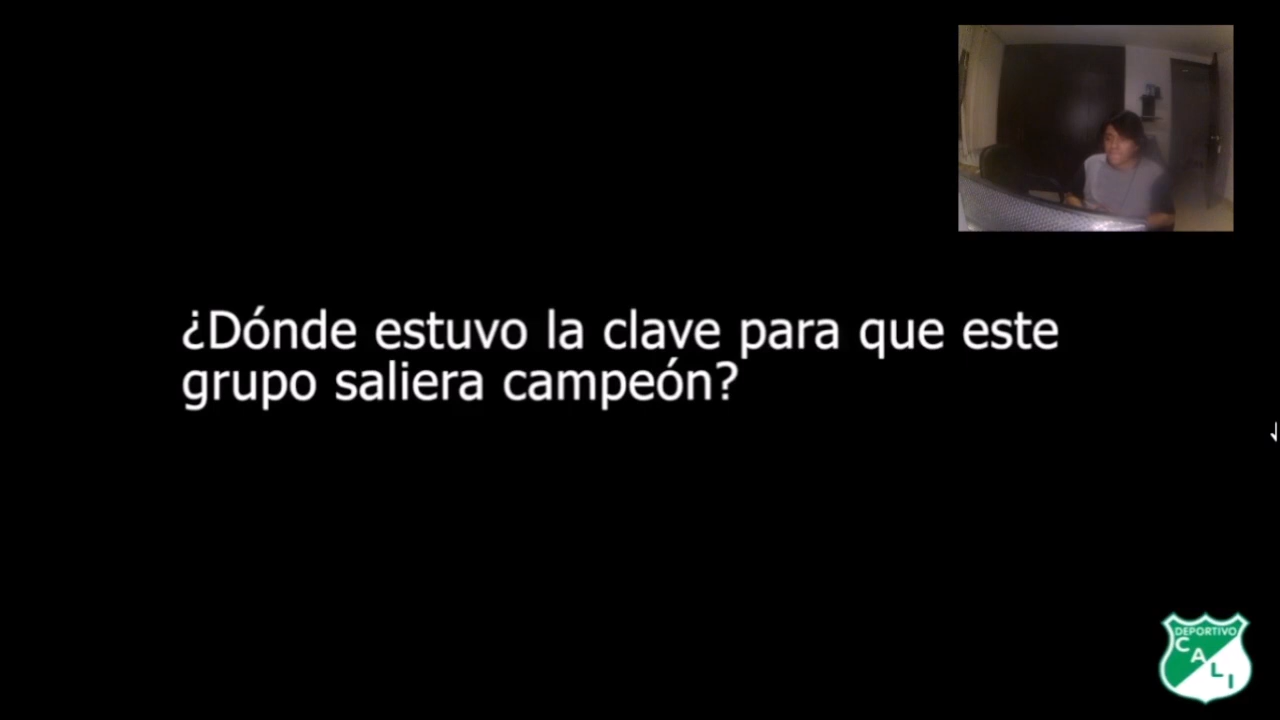 ¿Dónde estuvo la clave para que este
grupo saliera campeón?
DEPORTIVO
CALI